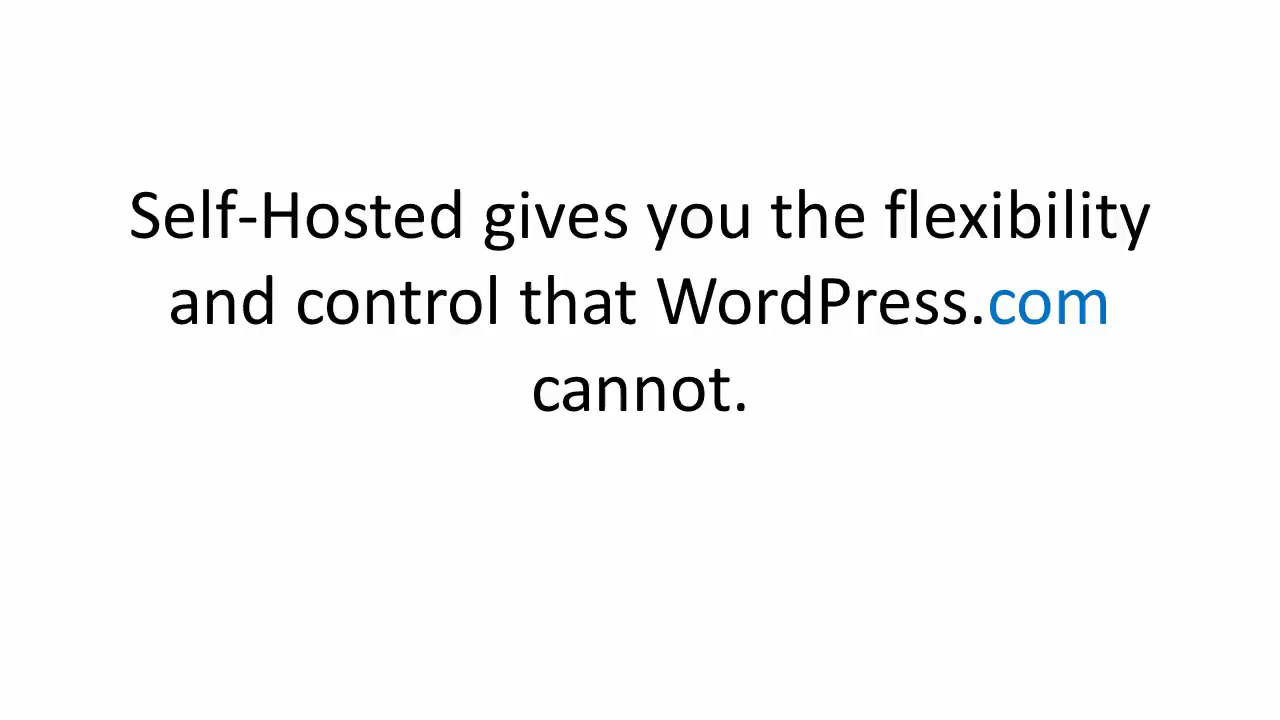 Self-Hosted gives you the flexibility
and control that WordPress.com
cannot.